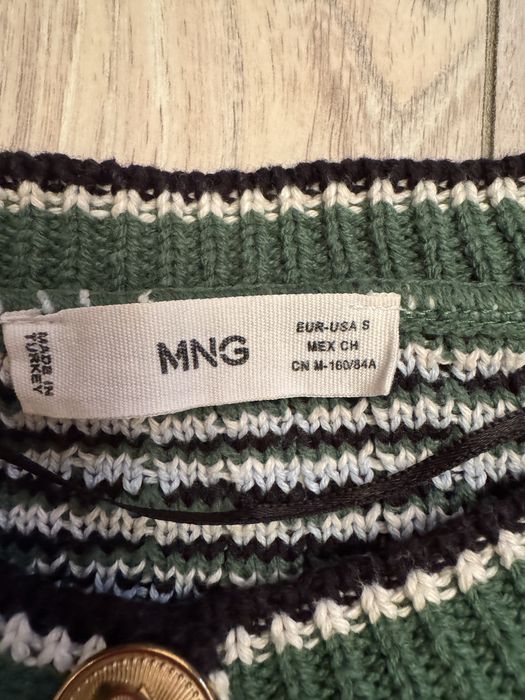 MADE IN
TURKEY
MNG
EUR-USA S
MEX CH
CN M-160/84A